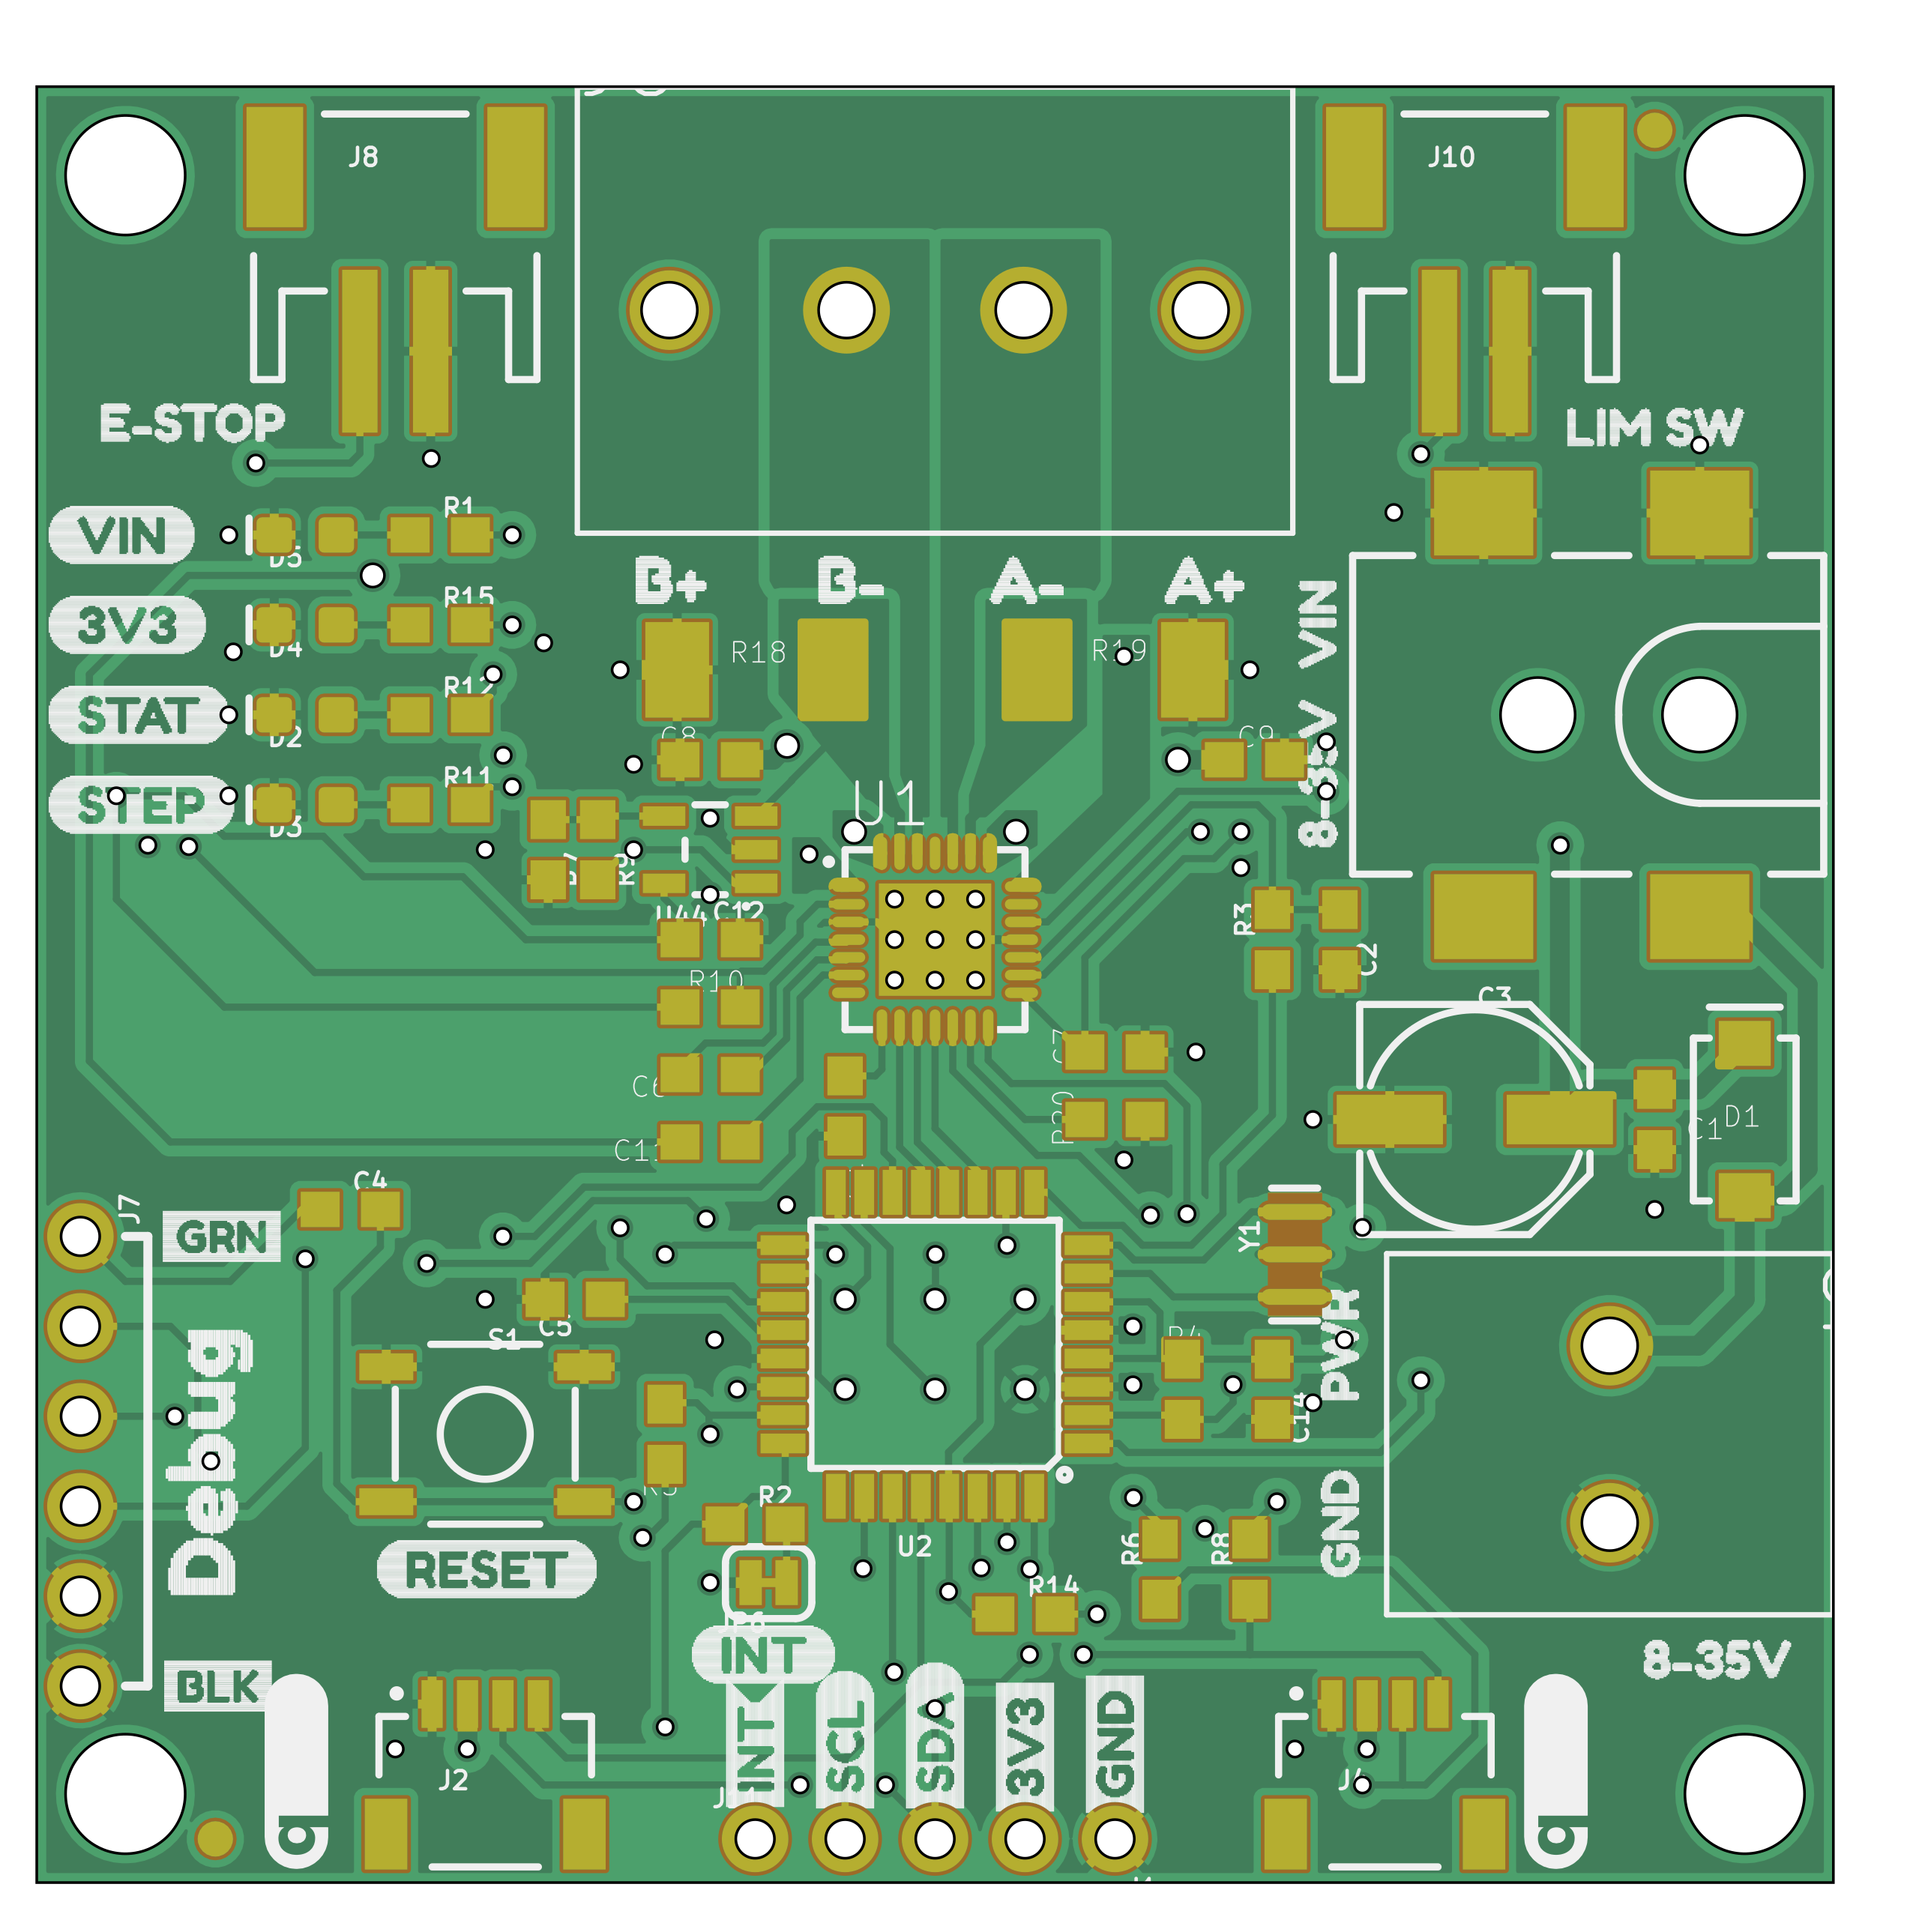 J8
J10
E-STOP
LIM SW
R1
VIN
D5
B+
B-
A-
A+
VIN
R15
3V3
D4
R18
R19
R12
STAT
D2
C8
C9
8-35V
R11
STEP
D3
U1
R9
U44
C12
R3
C2
R10
C3
C7
C6
R20
C1
D1
C11
C4
J7
GRN
Y1
C5
S1
R4
PWR
Debug
C14
R2
U2
R6
R8
GND
RESET
R14
JP6
INT
8-35V
BLK
INT
SCL
SDA
3V3
GND
J2
q
q